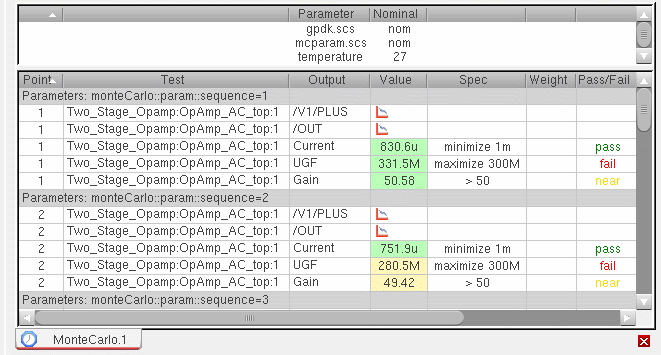 Parameter Nominal
gpdk.scs nom
mcparam.scs nom
temperature 27
Point Test Output Value Spec Weight Pass/Fail
Parameters: monteCarlo::param::sequence=1
1 Two_Stage_Opamp:OpAmp_AC_top:1 /V1/PLUS
1 Two_Stage_Opamp:OpAmp_AC_top:1 /OUT
1 Two_Stage_Opamp:OpAmp_AC_top:1 Current 830.6u minimize 1m pass
1 Two_Stage_Opamp:OpAmp_AC_top:1 UGF 331.5M maximize 300M fail
1 Two_Stage_Opamp:OpAmp_AC_top:1 Gain 50.58 > 50 near
Parameters: monteCarlo::param::sequence=2
2 Two_Stage_Opamp:OpAmp_AC_top:1 /V1/PLUS
2 Two_Stage_Opamp:OpAmp_AC_top:1 /OUT
2 Two_Stage_Opamp:OpAmp_AC_top:1 Current 751.9u minimize 1m pass
2 Two_Stage_Opamp:OpAmp_AC_top:1 UGF 280.5M maximize 300M fail
2 Two_Stage_Opamp:OpAmp_AC_top:1 Gain 49.42 > 50 near
Parameters: monteCarlo::param::sequence=3
MonteCarlo.1